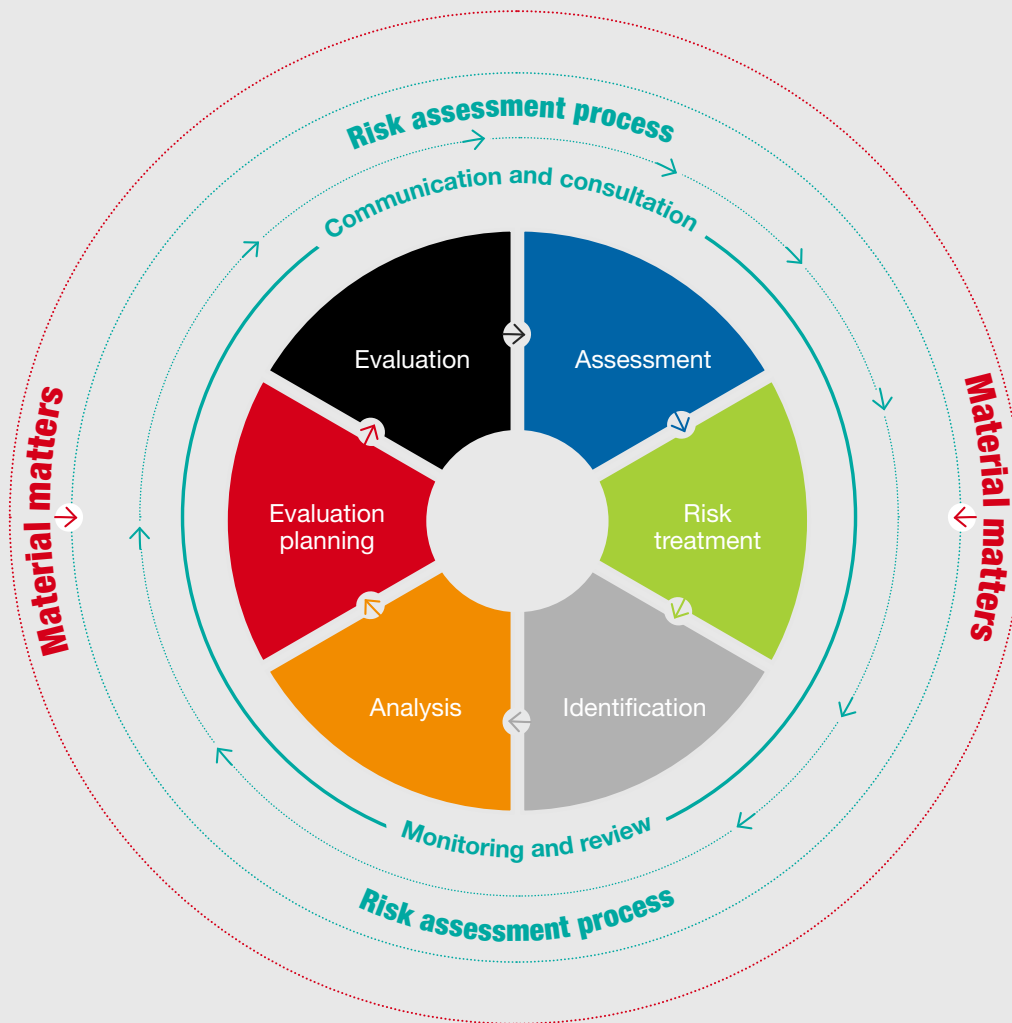 Risk assessment process
Communication and consultation
Evaluation
Assessment
Material matters
Material matters
Evaluation
planning
Risk
treatment
Analysis
Identification
Monitoring and review
Risk assessment process